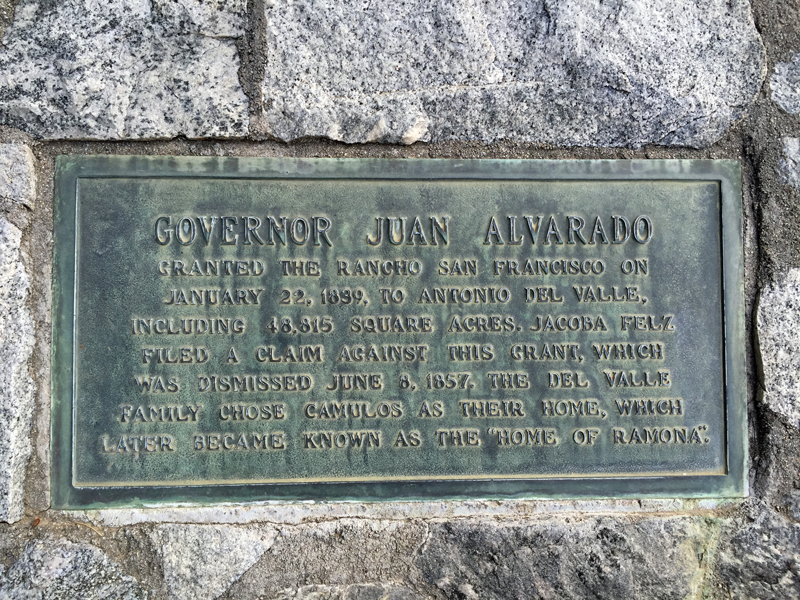 GOVERNOR JUAN ALVARADO
GRANTED THE RANCHO SAN FRANCISCO ON
JANUARY 22, 1839, TO ANTONIO DEL VALLE,
INCLUDING 48,815 SQUARE ACRES. JACOBA FELZ
FILED A CLAIM AGAINST THIS GRANT, WHICH
WAS DISMISSED JUNE 8, 1857. THE DEL VALLE
FAMILY CHOSE CAMULOS AS THEIR HOME, WHICH
LATER BECAME KNOWN AS THE "HOME OF RAMONA".